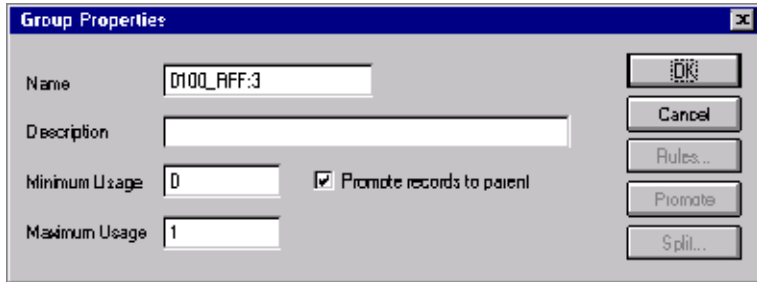 Group Properties
Name
0100_RFF:3
OK
Description
Cancel
Minimum Usage
0
Promote records to parent
Rules...
Promote
Maximum Usage
1
Split...